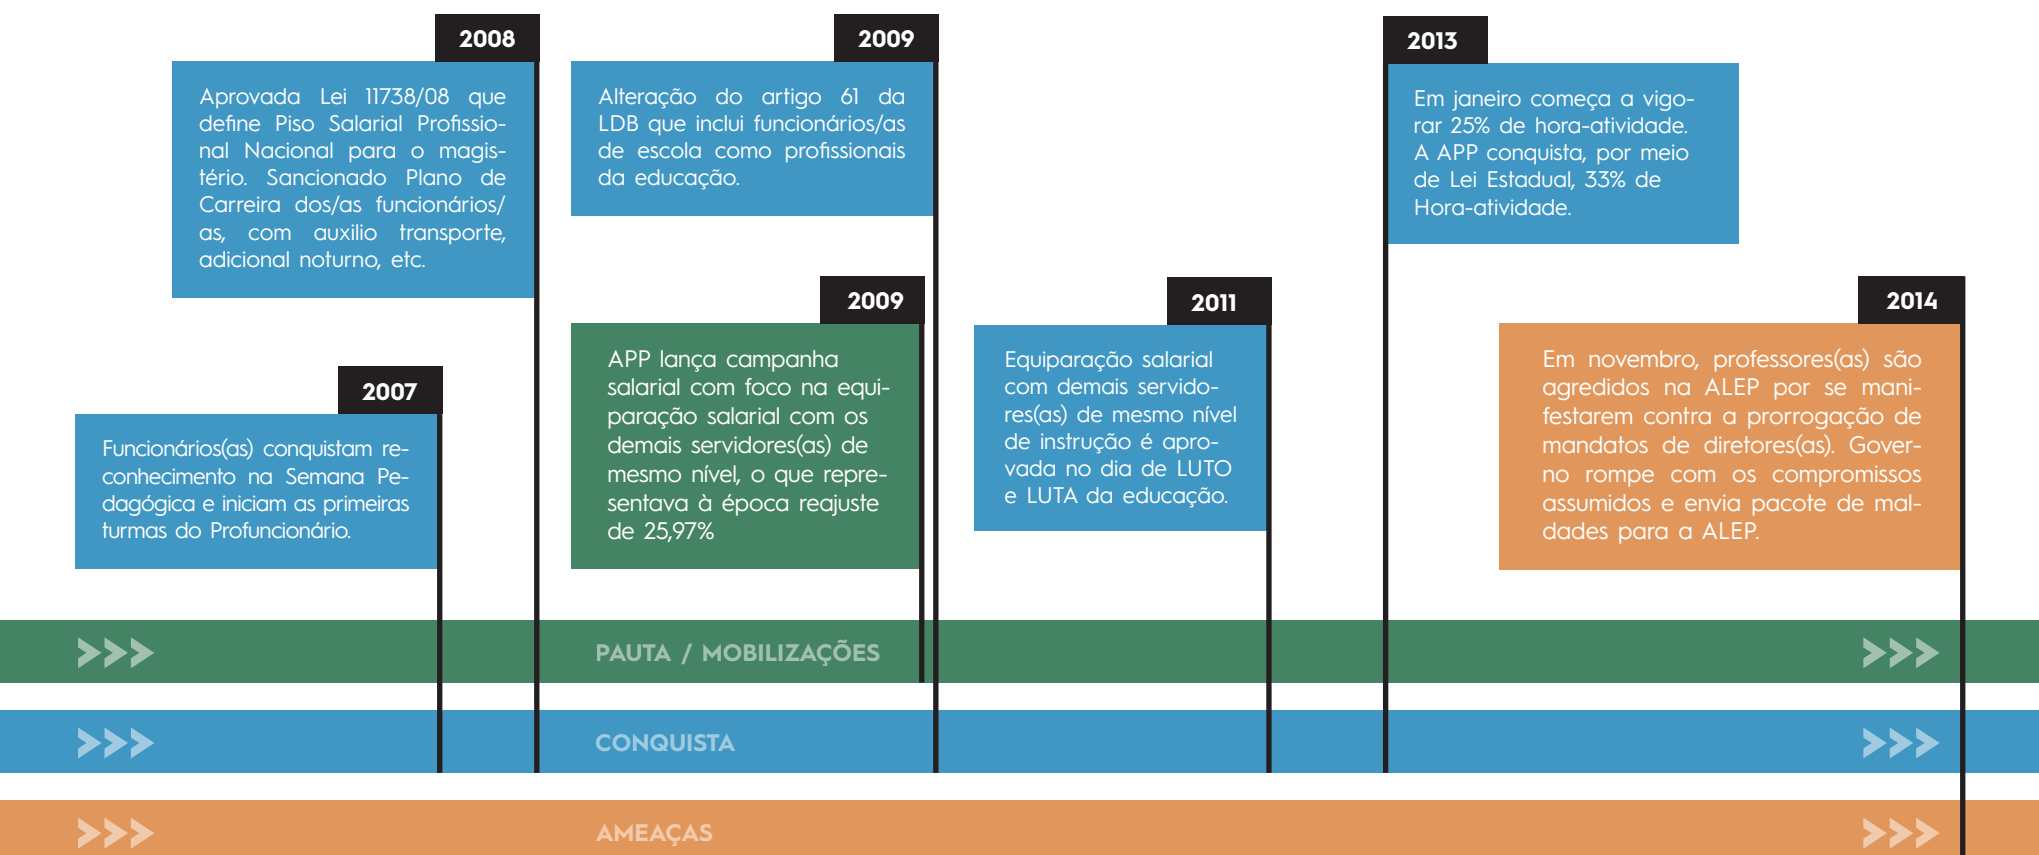 2008
Aprovada Lei 11738/08 que
define Piso Salarial Profissio-
nal Nacional para o magis-
tério. Sancionado Plano de
Carreira dos/as funcionários/
as, com auxilio transporte,
adicional noturno, etc.
2009
Alteração do artigo 61 da
LDB que inclui funcionários/as
de escola como profissionais
da educação.
2013
Em janeiro começa a vigo-
rar 25% de hora-atividade.
A APP conquista, por meio
de Lei Estadual, 33% de
Hora-atividade.
2007
Funcionários(as) conquistam re-
conhecimento na Semana Pe-
dagógica e iniciam as primeiras
turmas do Profuncionário.
2009
APP lança campanha
salarial com foco na equi-
paração salarial com os
demais servidores(as) de
mesmo nível, o que repre-
sentava à época reajuste
de 25,97%
2011
Equiparação salarial
com demais servido-
res(as) de mesmo nível
de instrução é apro-
vada no dia de LUTO
e LUTA da educação.
2014
Em novembro, professores(as) são
agredidos na ALEP por se mani-
festarem contra a prorrogação de
mandatos de diretores(as). Gover-
no rompe com os compromissos
assumidos e envia pacote de mal-
dades para a ALEP.
PAUTA / MOBILIZAÇÕES
CONQUISTA
AMEAÇAS